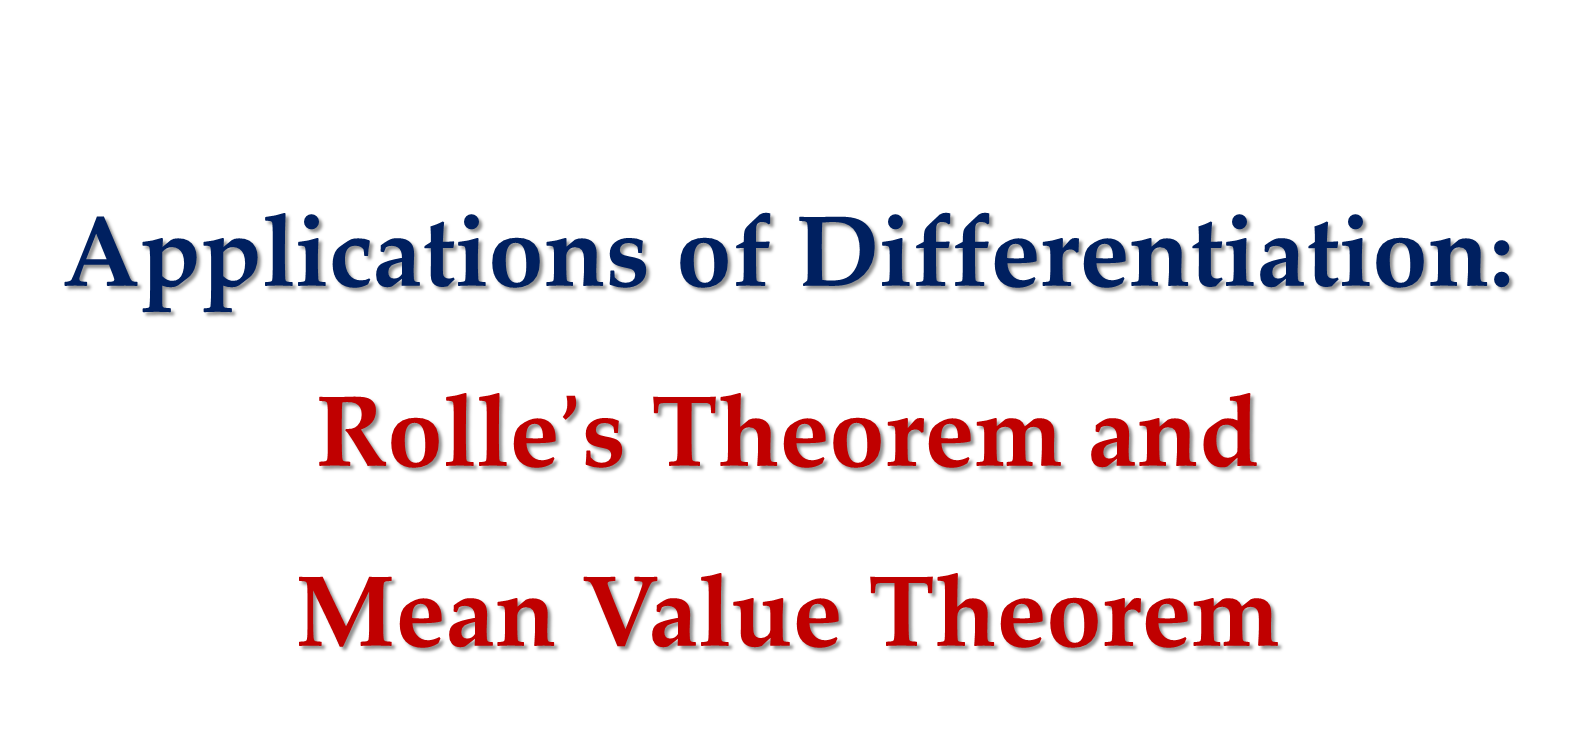 Applications of Differentiation:
Rolle’s Theorem and
Mean Value Theorem